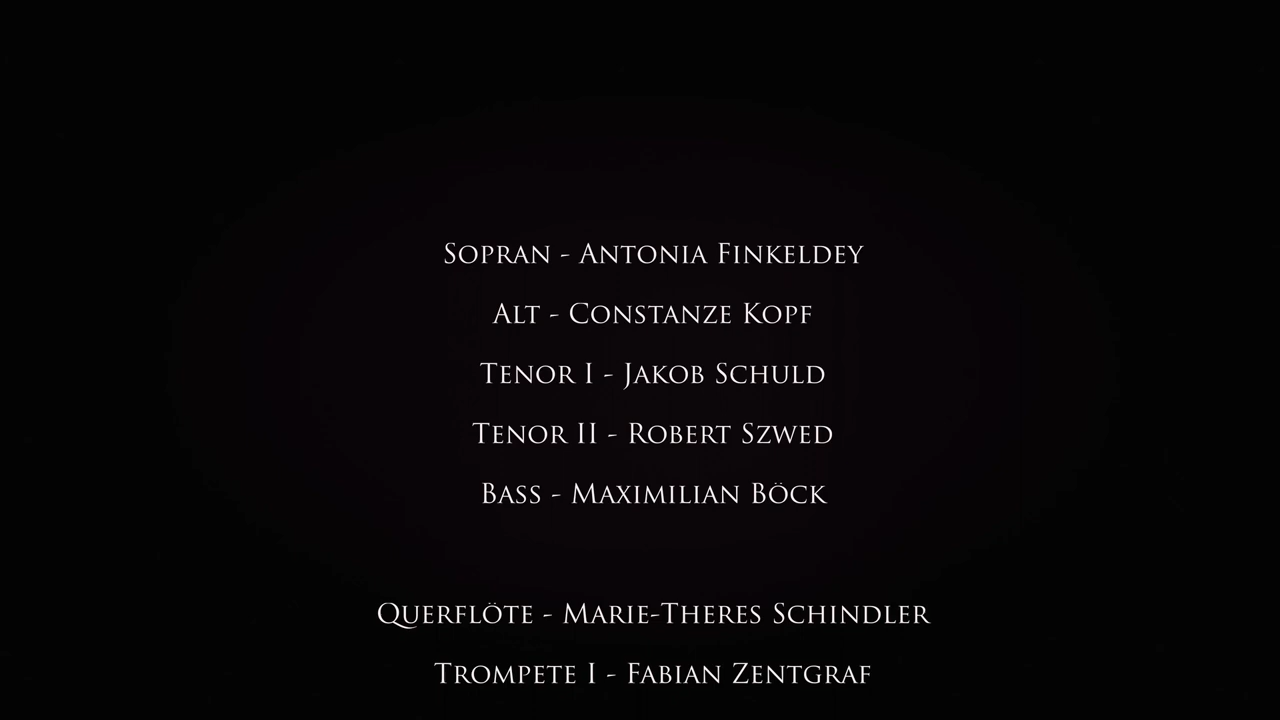 Sopran - Antonia Finkeldey
Alt - Constanze Kopf
Tenor I - Jakob Schuld
Tenor II - Robert Szwed
Bass - Maximilian Böck
Querflöte - Marie-Theres Schindler
Trompete I - Fabian Zentgraf